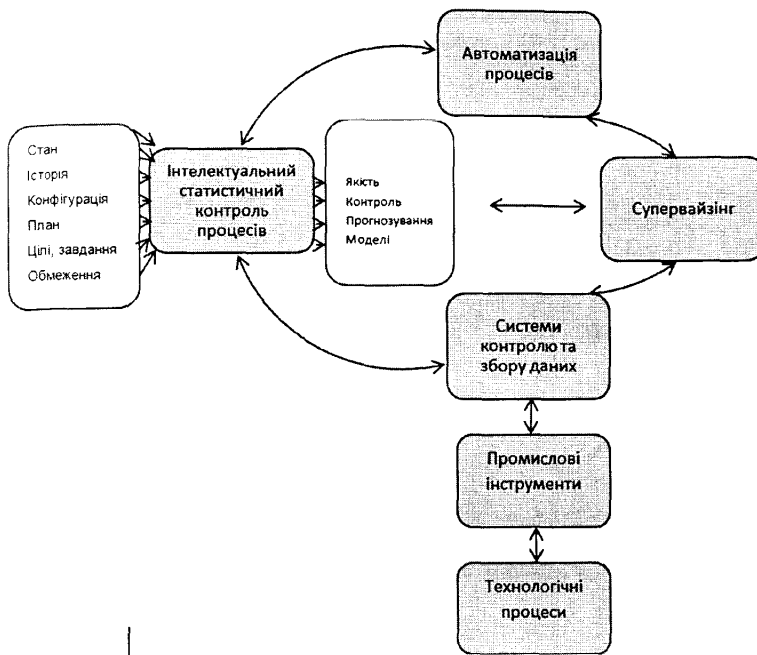 Автоматизація
процесів
Стан
Історія
Конфігурація
План
Цілі, завдання
Обмеження
Інтелектуальний
статистичний
контроль
процесів
Якість
Контроль
Прогнозування
Моделі
Супервайзінг
Системи
контролю та
збору даних
Промислові
інструменти
Технологічні
процеси